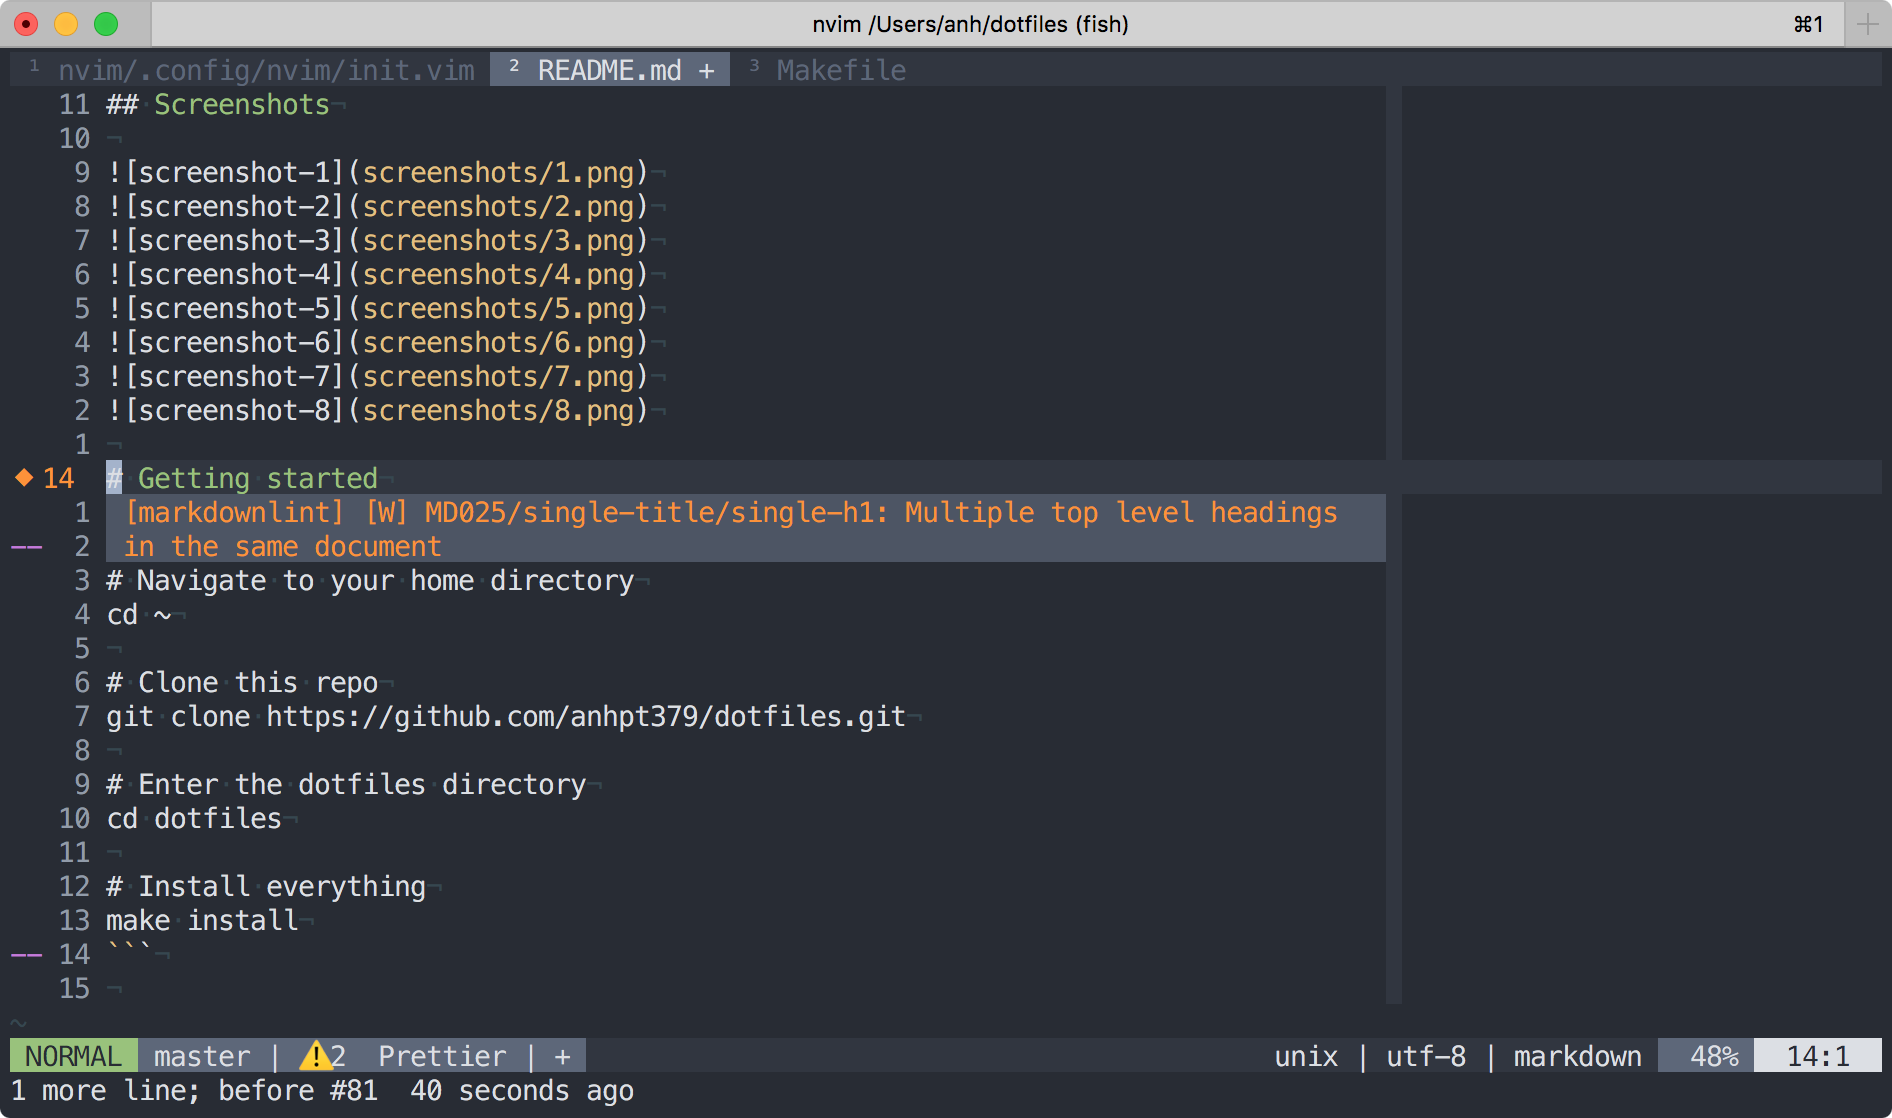 nvim /Users/anh/dotfiles (fish) ⌘1 +
1 nvim/.config/nvim/init.vim 2 README.md + 3 Makefile
11 ## Screenshots¬
10 ¬
9 ![screenshot-1](screenshots/1.png)¬
8 ![screenshot-2](screenshots/2.png)¬
7 ![screenshot-3](screenshots/3.png)¬
6 ![screenshot-4](screenshots/4.png)¬
5 ![screenshot-5](screenshots/5.png)¬
4 ![screenshot-6](screenshots/6.png)¬
3 ![screenshot-7](screenshots/7.png)¬
2 ![screenshot-8](screenshots/8.png)¬
1 ¬
◆ 14 # Getting·started¬
1 [markdownlint] [W] MD025/single-title/single-h1: Multiple top level headings
-- 2 in the same document
3 #·Navigate·to·your·home·directory¬
4 cd·~¬
5 ¬
6 #·Clone·this·repo¬
7 git·clone·https://github.com/anhpt379/dotfiles.git¬
8 ¬
9 #·Enter·the·dotfiles·directory¬
10 cd·dotfiles¬
11 ¬
12 #·Install·everything¬
13 make·install¬
-- 14 ```¬
15 ¬
~
NORMAL master | ⚠2 Prettier | + unix | utf-8 | markdown 48% 14:1
1 more line; before #81 40 seconds ago